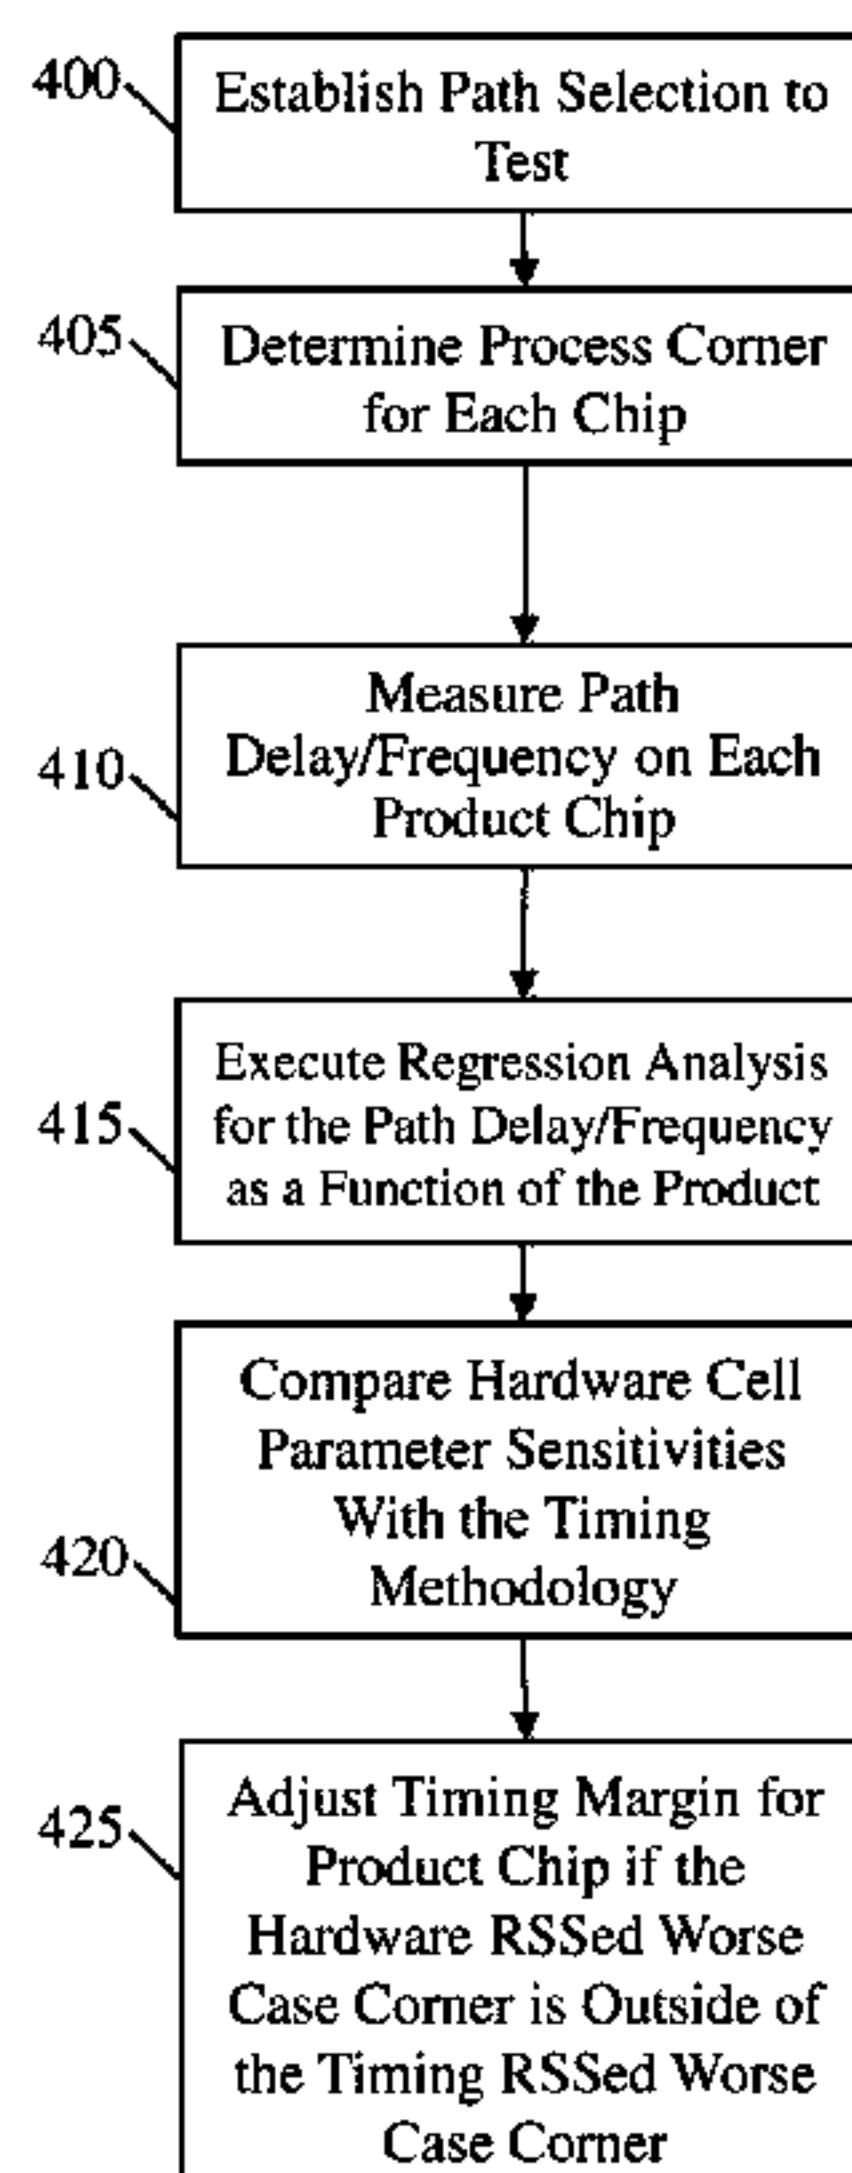 400
Establish Path Selection to
Test
405
Determine Process Corner
for Each Chip
Measure Path
410
Delay/Frequency on Each
Product Chip
Execute Regression Analysis
415
for the Path Delay/Frequency
as a Function of the Product
Compare Hardware Cell
Parameter Sensitivities
With the Timing
420
Methodology
Adjust Timing Margin for
425
Product Chip if the
Hardware RSSed Worse
Case Corner is Outside of
the Timing RSSed Worse
Case Corner